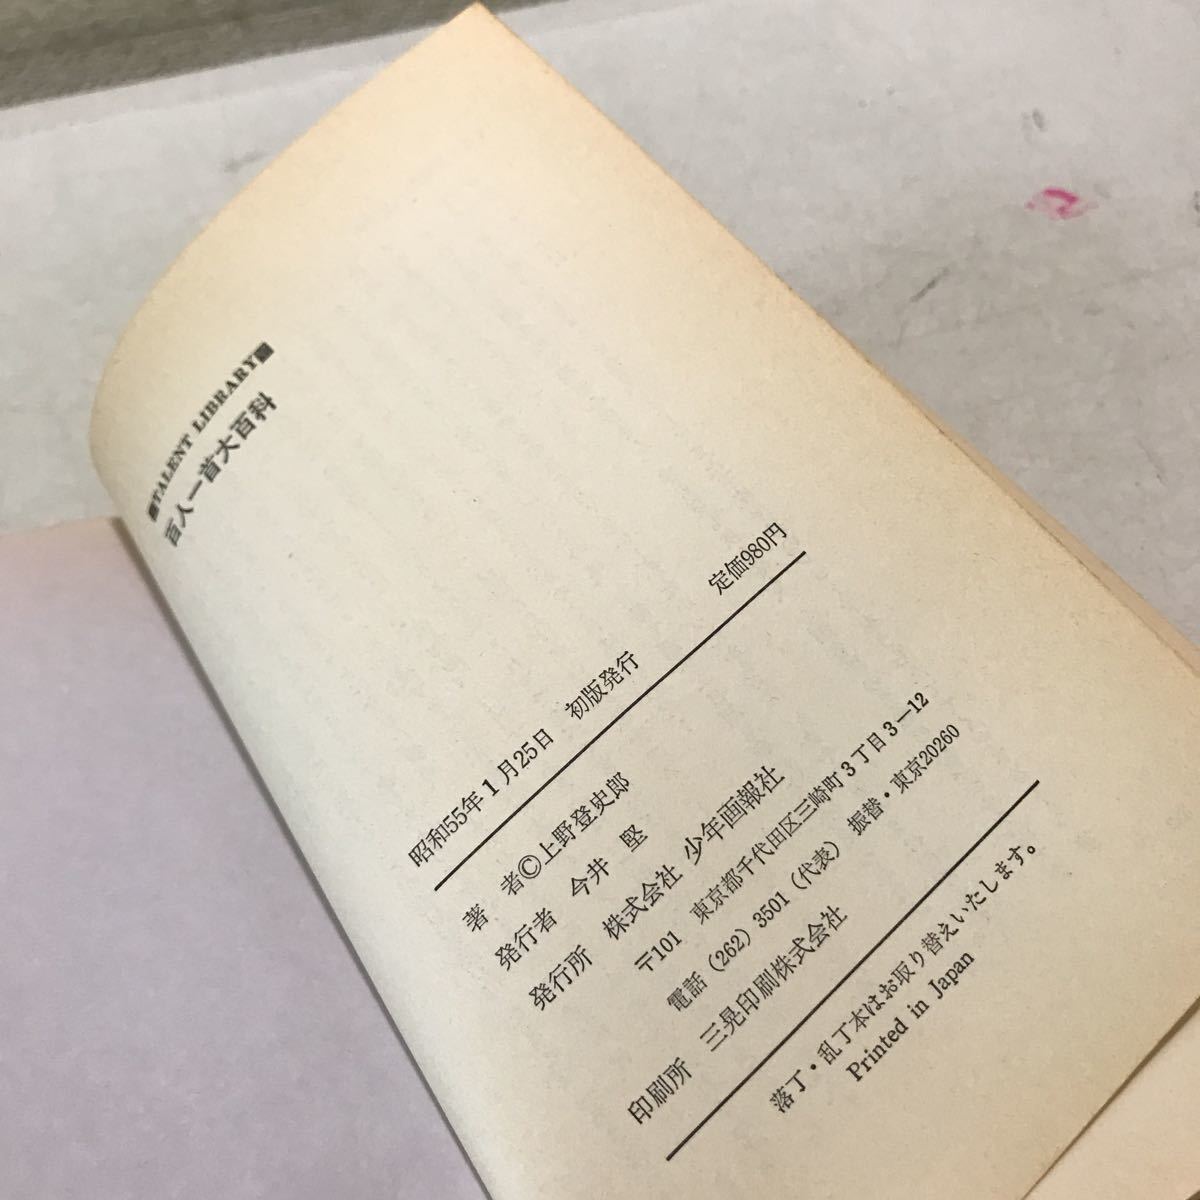 ■TALENT LIBRARY■
百人一首大百科
定価980円
昭和55年1月25日 初版発行
著 者©上野登史郎
発行者 今井 堅
発行所 株式会社 少年画報社
〒101 東京都千代田区三崎町3丁目3―12
電話(262)3501(代表) 振替・東京20260
印刷所 三晃印刷株式会社
落丁・乱丁本はお取り替えいたします。
Printed in Japan